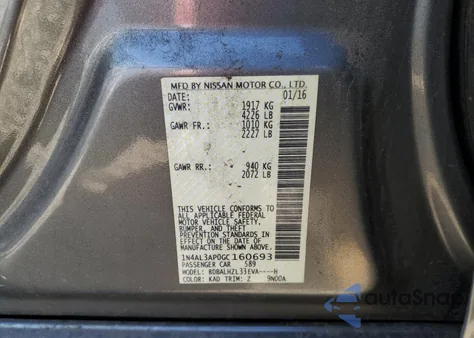 MFD BY NISSAN MOTOR CO., LTD.
DATE: 01/16
GVWR: 1917 KG
4226 LB
GAWR FR.: 1010 KG
2227 LB
GAWR RR.: 940 KG
2072 LB
THIS VEHICLE CONFORMS TO
ALL APPLICABLE FEDERAL
MOTOR VEHICLE SAFETY,
BUMPER, AND THEFT
PREVENTION STANDARDS
IN EFFECT ON THE DATE OF
MANUFACTURE SHOWN ABOVE.
1N4AL3AP0GC160693
PASSENGER CAR 589
MODEL: BDBALHZL33EVA----H
COLOR: KAD TRIM: Z 9N00A
autoSnap